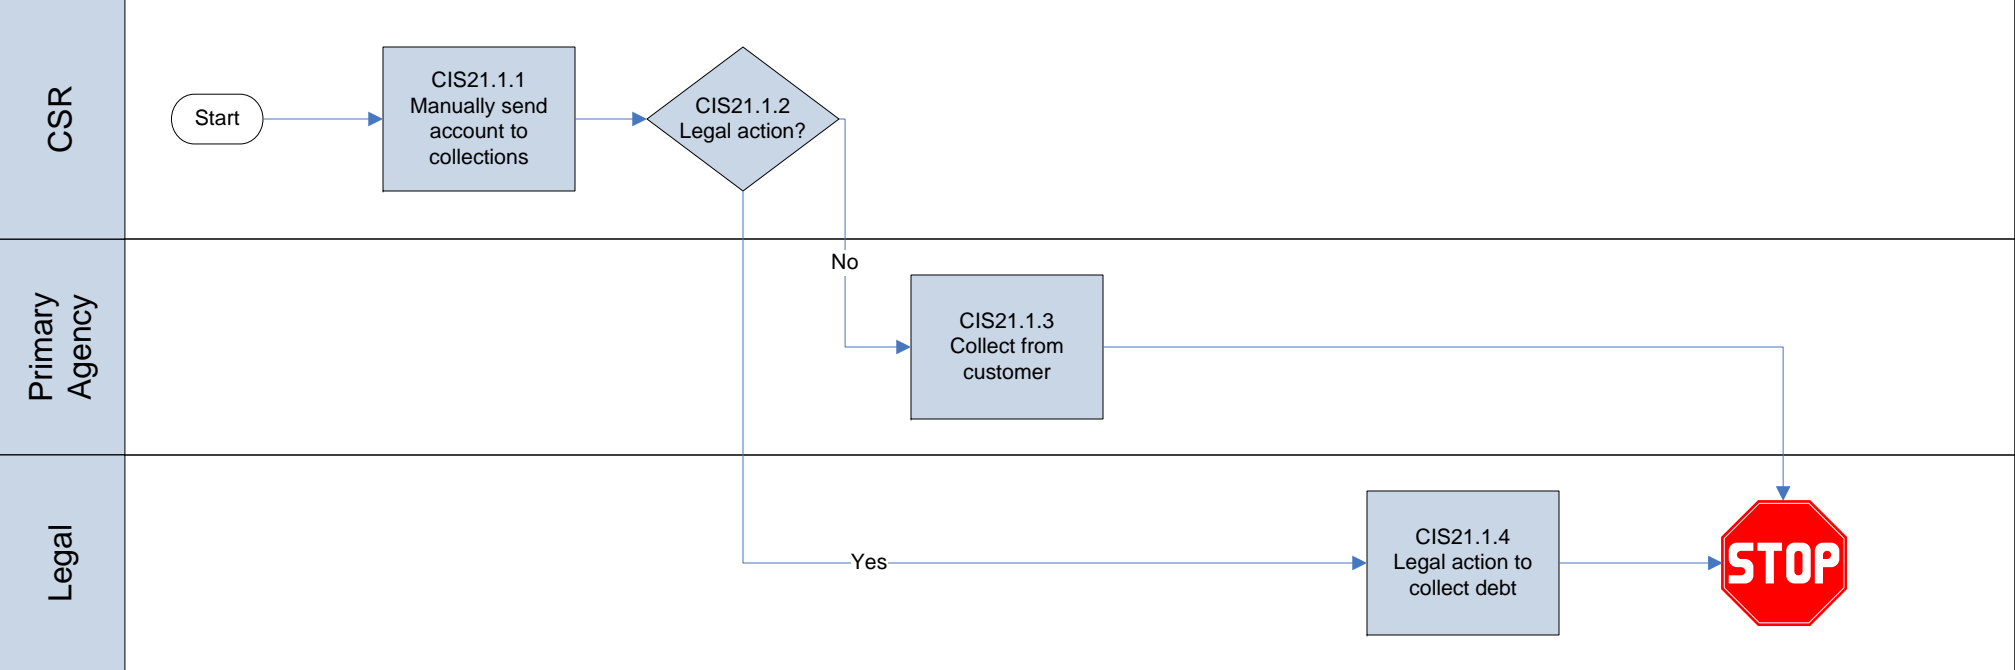 CSR
Start
CIS21.1.1
Manually send
account to
collections
CIS21.1.2
Legal action?
No
Primary
Agency
CIS21.1.3
Collect from
customer
Legal
Yes
CIS21.1.4
Legal action to
collect debt
STOP